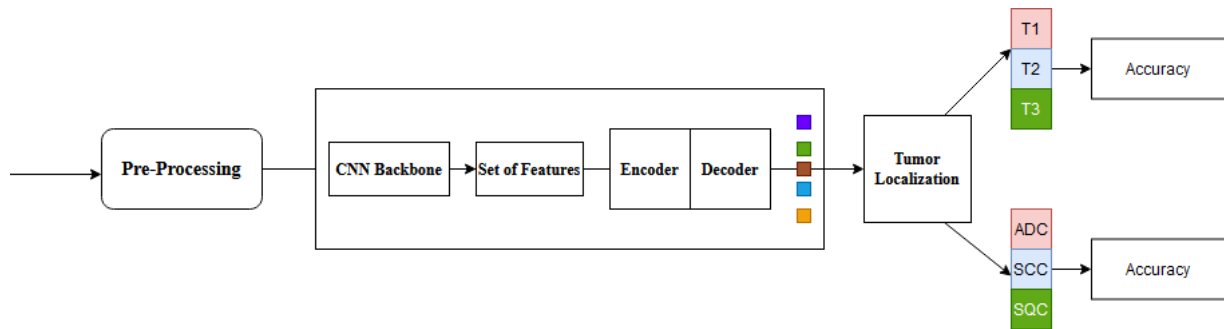 Pre-Processing
CNN Backbone
Set of Features
Encoder
Decoder
Tumor
Localization
T1
T2
T3
Accuracy
ADC
SCC
SQC
Accuracy